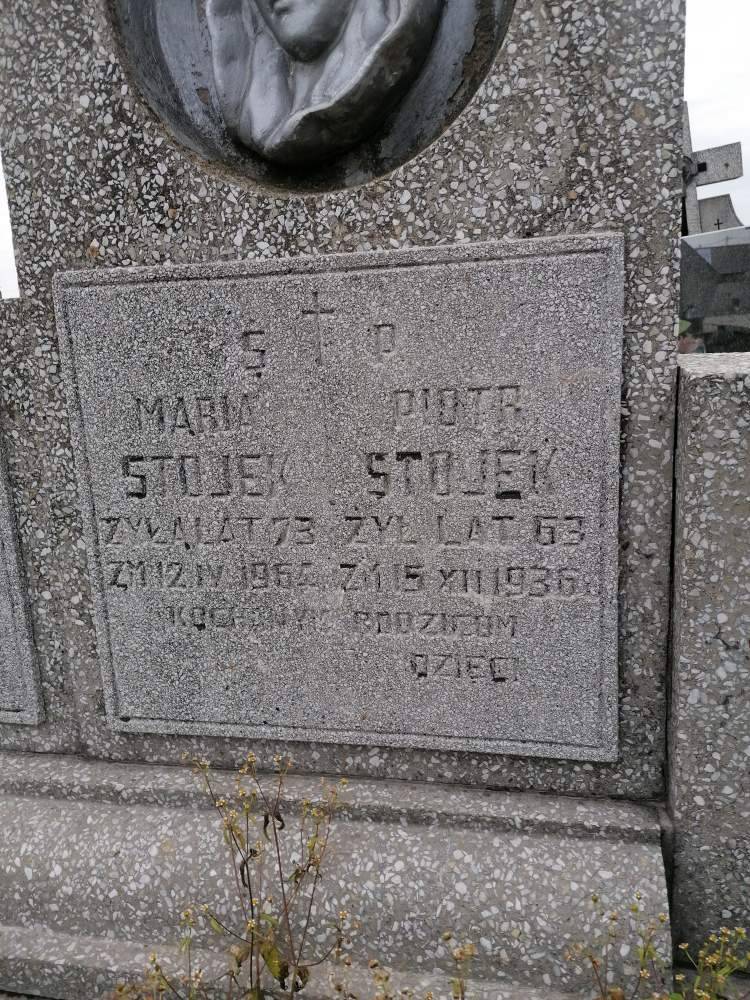 Ś † P
MARIA PIOTR
STOJEK STOJEK
ŻYŁA LAT 73 ŻYŁ LAT 63
ZM 12 IV 1964 ZM 15 XII 1936
KOCHANYM RODZICOM
DZIECI